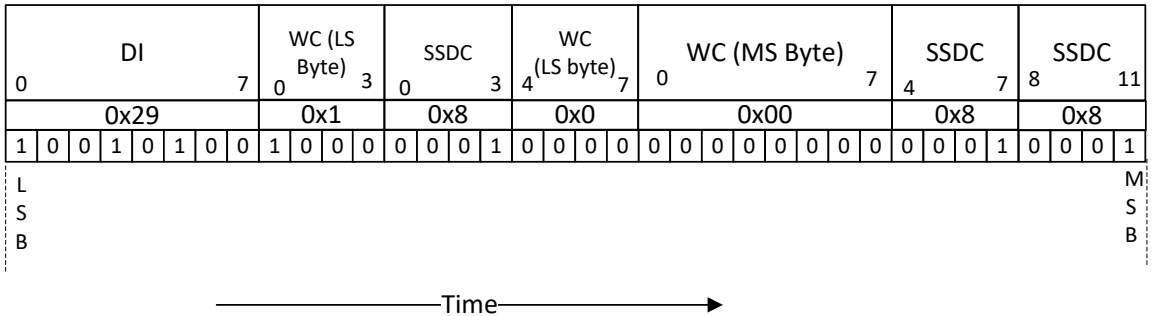 DI
0 7
WC (LS
Byte)
0 3
SSDC
0 3
WC
(LS byte)
4 7
WC (MS Byte)
0 7
SSDC
4 7
SSDC
8 11
0x29 0x1 0x8 0x0 0x00 0x8 0x8
1 0 0 1 0 1 0 0 1 0 0 0 0 0 0 1 0 0 0 0 0 0 0 0 0 0 0 0 0 0 0 1 0 0 0 1
L
S
B
M
S
B
Time